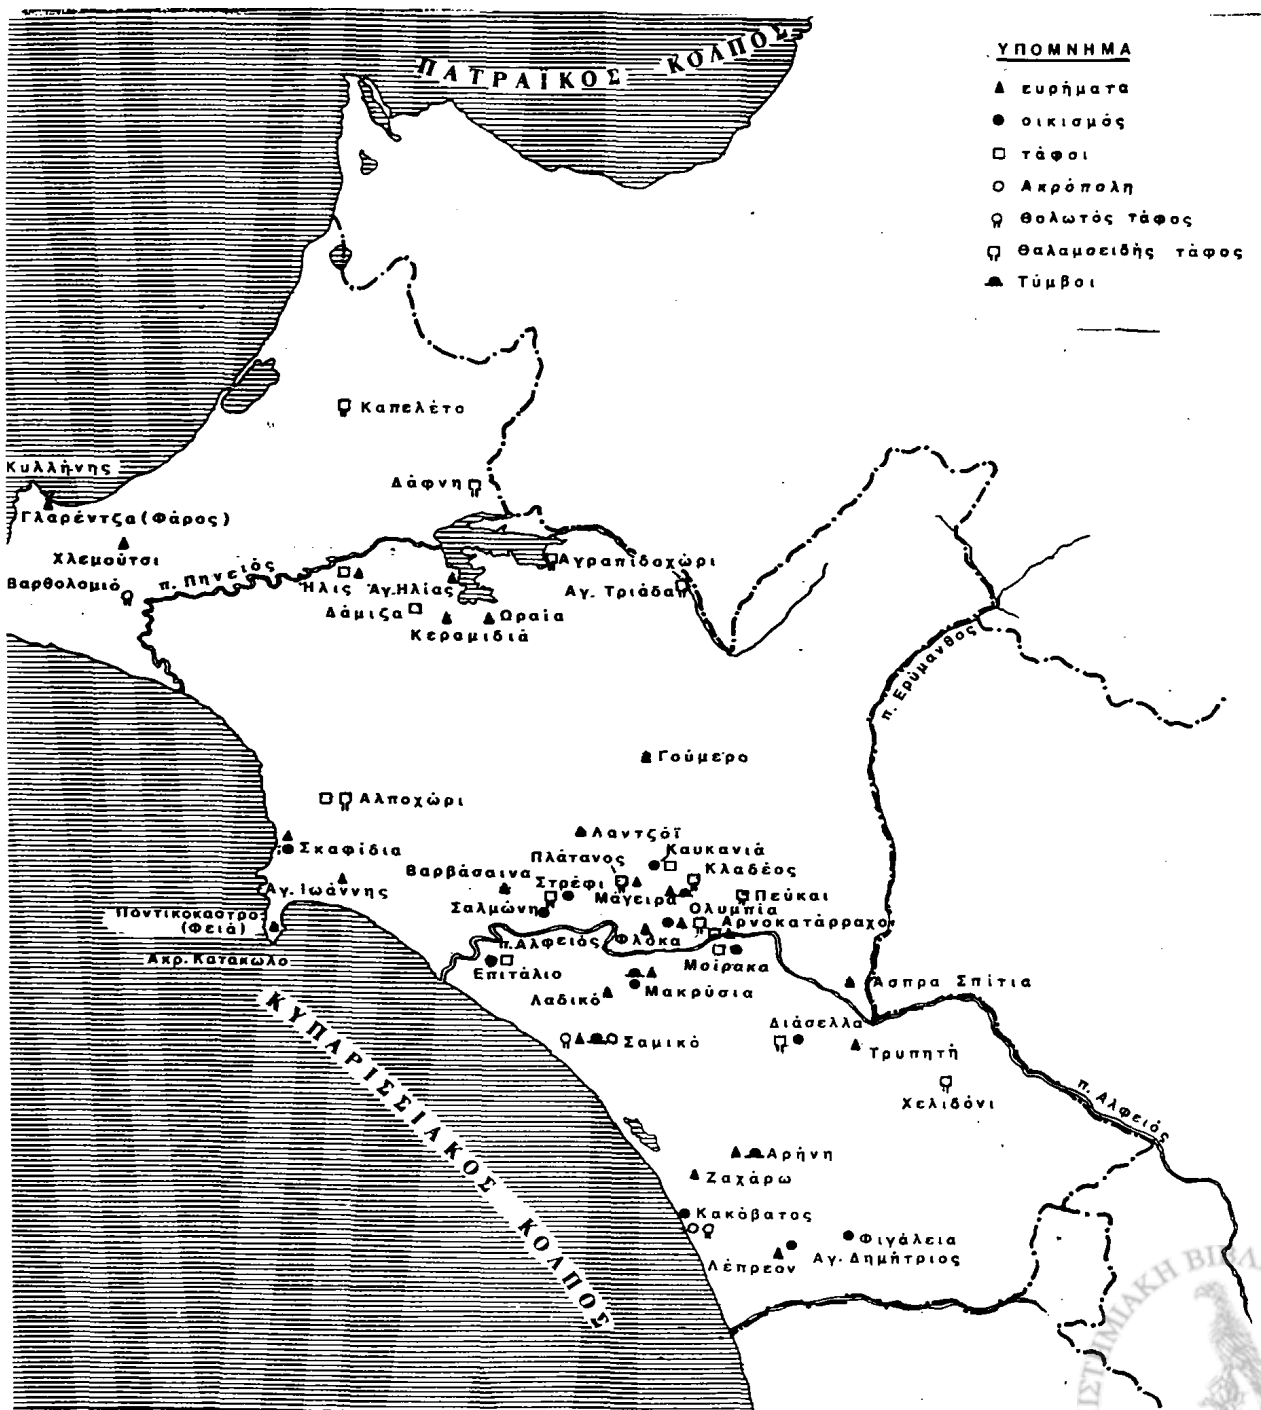 ΠΑΤΡΑΪΚΟΣ ΚΟΛΠΟΣ
ΥΠΟΜΝΗΜΑ
ευρήματα
οικισμός
τάφοι
Ακρόπολη
Θολωτός τάφος
Θαλαμοειδής τάφος
Τύμβοι
Καπελέτο
Κυλλήνης
Δάφνη
Γλαρέντζα (Φάρος)
Χλεμούτσι
Βαρθολομιό
π. Πηνειός
Ήλις
Άγ. Ηλίας
Αγραπιδοχώρι
Αγ. Τριάδα
Δάμιζα
Ωραία
Κεραμιδιά
π. Ερύμανθος
Γούμερο
Αλποχώρι
Λαντζόϊ
Σκαφίδια
Καυκανιά
Πλάτανος
Κλαδέος
Βαρβάσαινα
Στρέφι
Αγ. Ιωάννης
Μάγειρα
Πεύκαι
Σαλμώνη
Ολυμπία
Ποντικοκαστρο
(Φειά)
Αρνοκατάρραχο
Φλόκα
π. Αλφειός
Ακρ. Κατάκωλο
Μοίρακα
Επιτάλιο
Άσπρα Σπίτια
Λαδικό
Μακρύσια
Διάσελλα
Σαμικό
Τρυπητή
Χελιδόνι
π. Αλφειός
ΚΥΠΑΡΙΣΣΙΑΚΟΣ ΚΟΛΠΟΣ
Αρήνη
Ζαχάρω
Κακόβατος
Φιγάλεια
Λέπρεον
Αγ. Δημήτριος